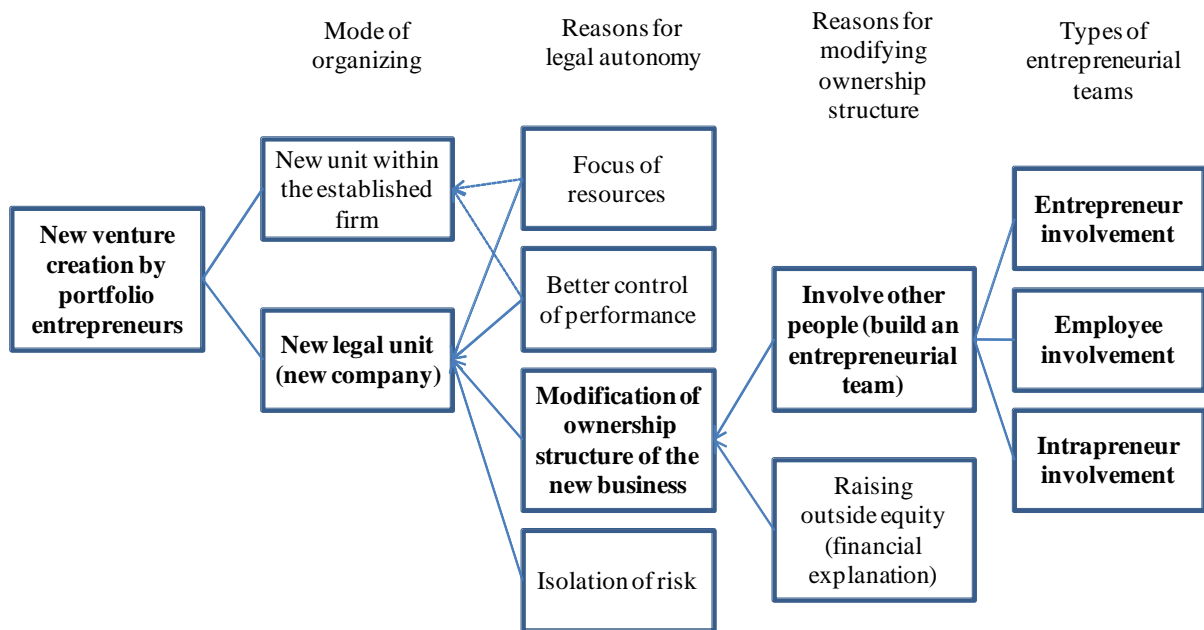 Mode of
organizing
Reasons for
legal autonomy
Reasons for
modifying
ownership
structure
Types of
entrepreneurial
teams
New venture
creation by
portfolio
entrepreneurs
New unit within
the established
firm
New legal unit
(new company)
Focus of
resources
Better control
of performance
Modification of
ownership
structure of the
new business
Isolation of risk
Involve other
people (build an
entrepreneurial
team)
Raising
outside equity
(financial
explanation)
Entrepreneur
involvement
Employee
involvement
Intrapreneur
involvement